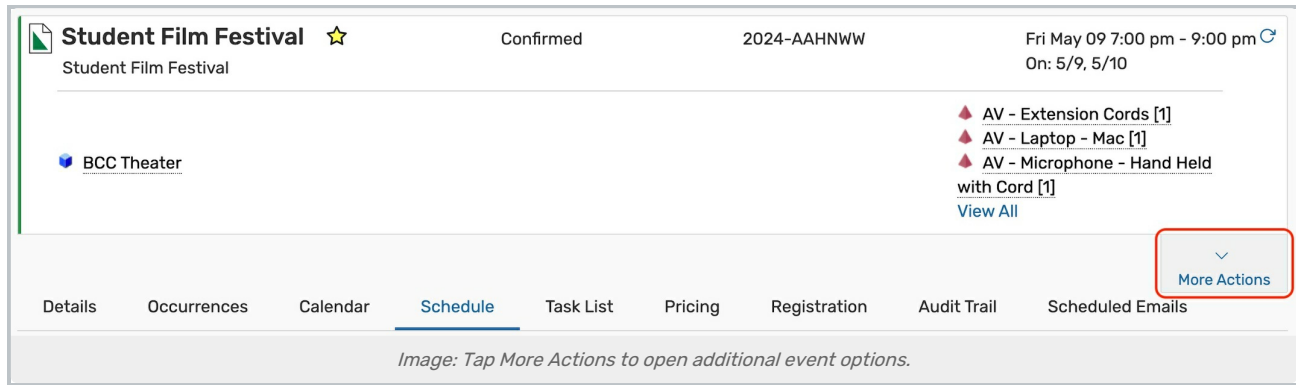 Student Film Festival
Confirmed
2024-AAHNWW
Fri May 09 7:00 pm - 9:00 pm
Student Film Festival
On: 5/9, 5/10
BCC Theater
AV - Extension Cords [1]
AV - Laptop - Mac [1]
AV - Microphone - Hand Held
with Cord [1]
View All
More Actions
Details Occurrences Calendar Schedule Task List Pricing Registration Audit Trail Scheduled Emails
Image: Tap More Actions to open additional event options.